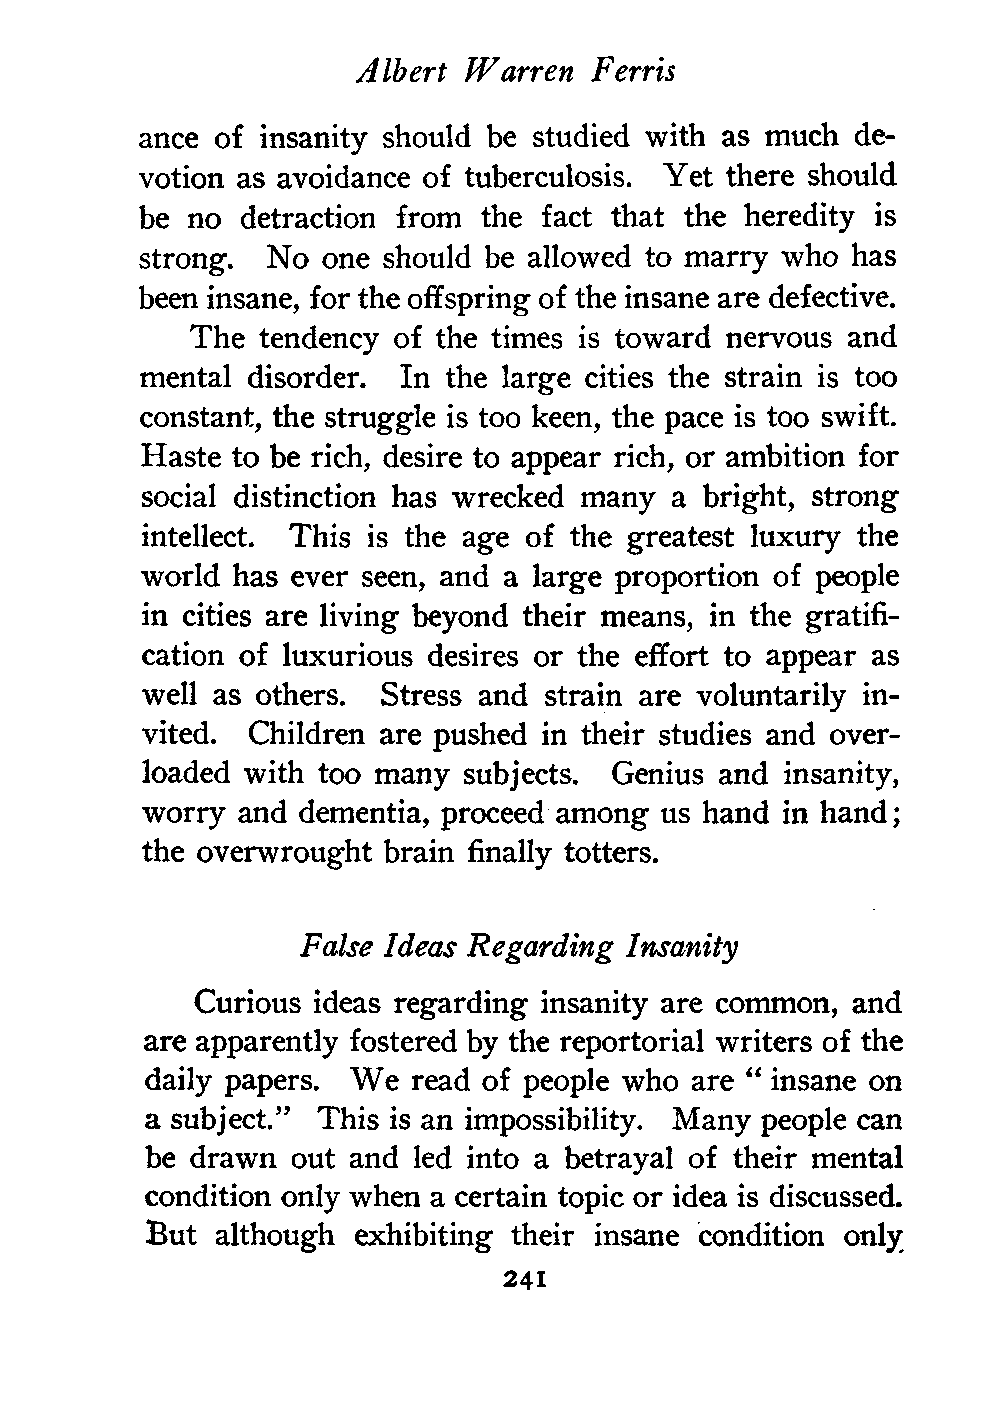 Albert Warren Ferris
ance of insanity should be studied with as much de-
votion as avoidance of tuberculosis. Yet there should
be no detraction from the fact that the heredity is
strong. No one should be allowed to marry who has
been insane, for the offspring of the insane are defective.
The tendency of the times is toward nervous and
mental disorder. In the large cities the strain is too
constant, the struggle is too keen, the pace is too swift.
Haste to be rich, desire to appear rich, or ambition for
social distinction has wrecked many a bright, strong
intellect. This is the age of the greatest luxury the
world has ever seen, and a large proportion of people
in cities are living beyond their means, in the gratifi-
cation of luxurious desires or the effort to appear as
well as others. Stress and strain are voluntarily in-
vited. Children are pushed in their studies and over-
loaded with too many subjects. Genius and insanity,
worry and dementia, proceed among us hand in hand;
the overwrought brain finally totters.
False Ideas Regarding Insanity
Curious ideas regarding insanity are common, and
are apparently fostered by the reportorial writers of the
daily papers. We read of people who are “ insane on
a subject.” This is an impossibility. Many people can
be drawn out and led into a betrayal of their mental
condition only when a certain topic or idea is discussed.
But although exhibiting their insane condition only
241